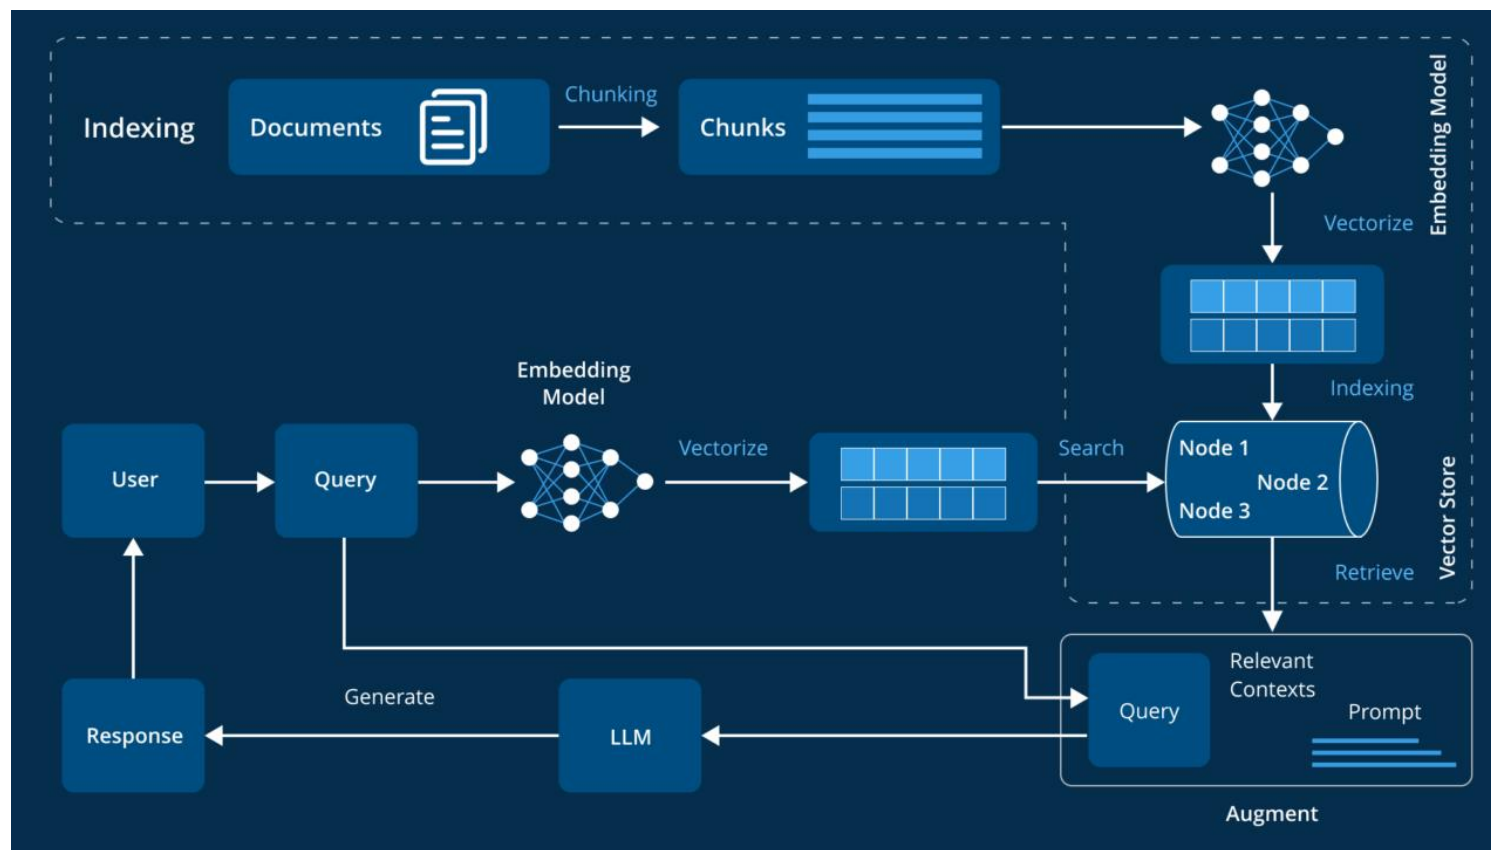 Indexing
Documents
Chunking
Chunks
Embedding Model
Vectorize
Indexing
Embedding
Model
User
Query
Vectorize
Search
Node 1
Node 2
Node 3
Vector Store
Retrieve
Response
Generate
LLM
Query
Relevant
Contexts
Prompt
Augment